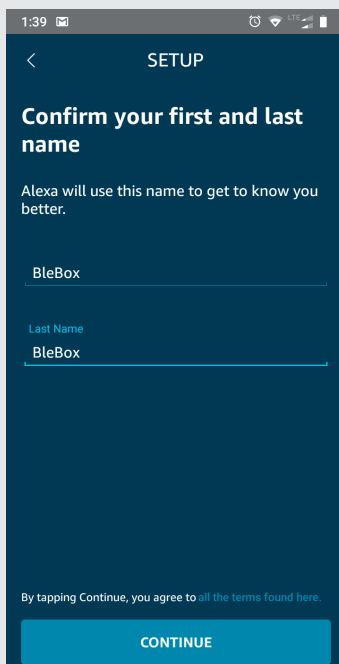 1:39
LTE
SETUP
Confirm your first and last
name
Alexa will use this name to get to know you
better.
BleBox
Last Name
BleBox
By tapping Continue, you agree to all the terms found here.
CONTINUE